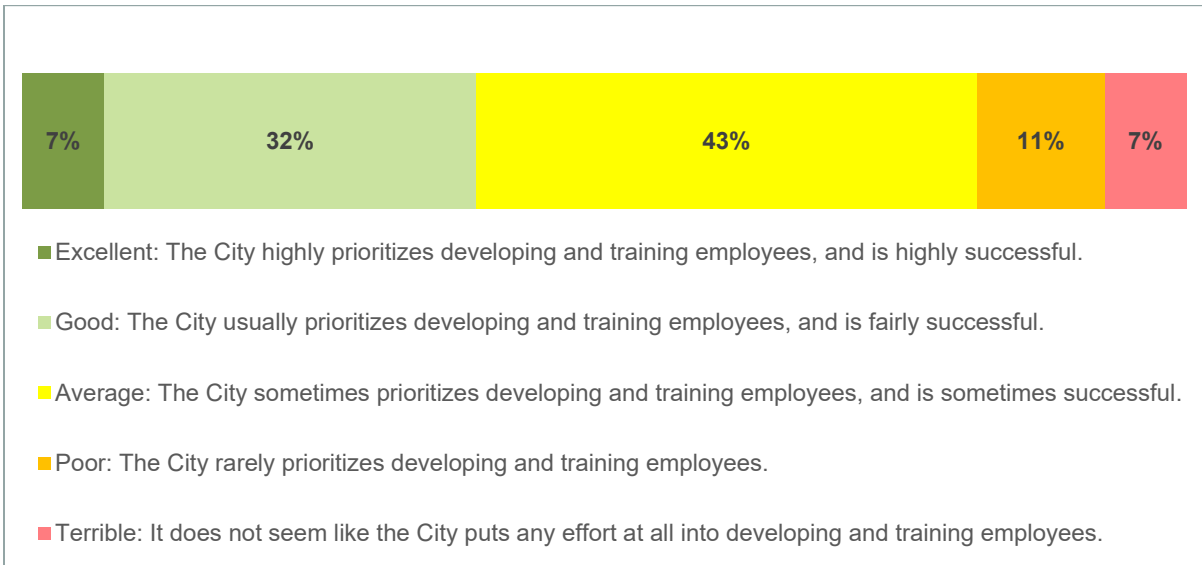 7% 32% 43% 11% 7%
Excellent: The City highly prioritizes developing and training employees, and is highly successful.
Good: The City usually prioritizes developing and training employees, and is fairly successful.
Average: The City sometimes prioritizes developing and training employees, and is sometimes successful.
Poor: The City rarely prioritizes developing and training employees.
Terrible: It does not seem like the City puts any effort at all into developing and training employees.